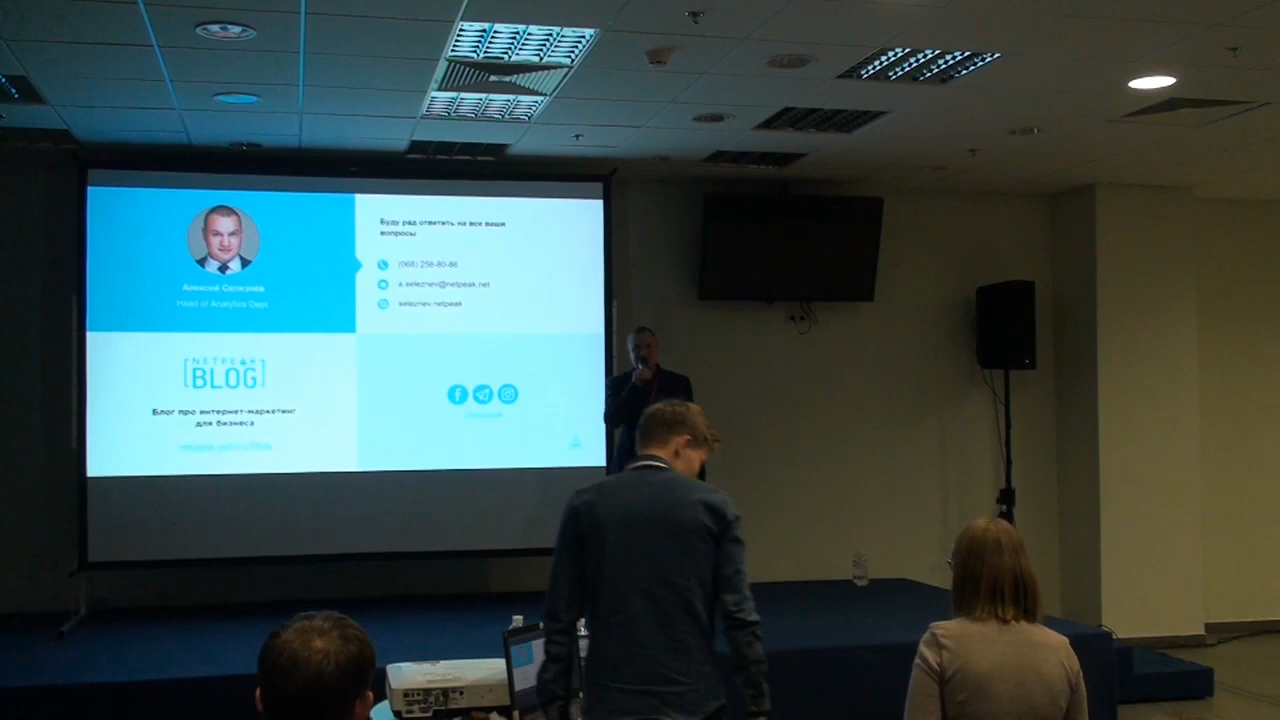 Алексей Селезнёв
Head of Analytics Dept.
Буду рад ответить на все ваши
вопросы
(068) 258-80-86
a.seleznev@netpeak.net
seleznev.netpeak
NETPEAK
BLOG
Блог про интернет-маркетинг
для бизнеса